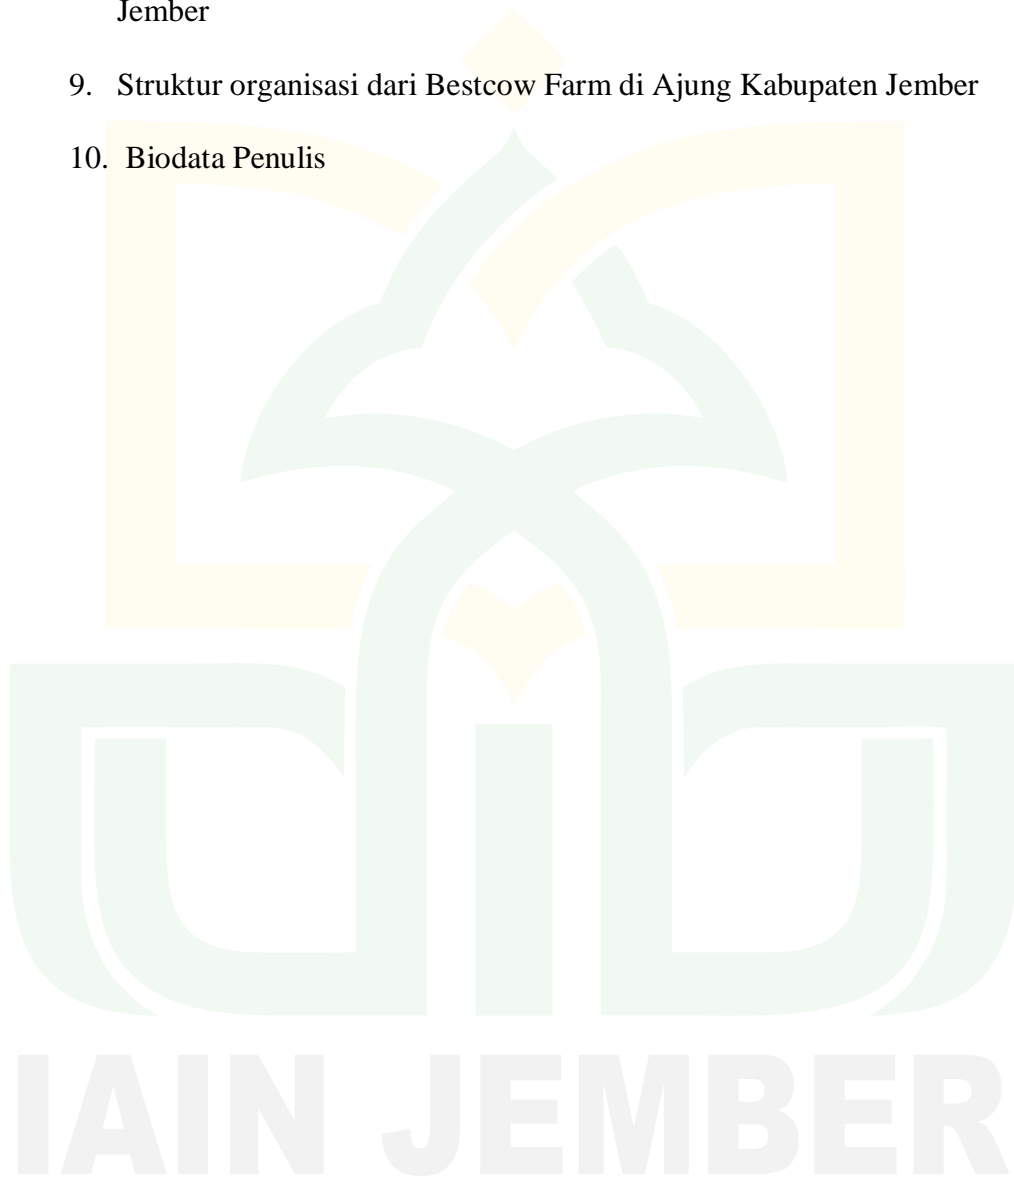 Jember
9. Struktur organisasi dari Bestcow Farm di Ajung Kabupaten Jember
10. Biodata Penulis
IAIN JEMBER